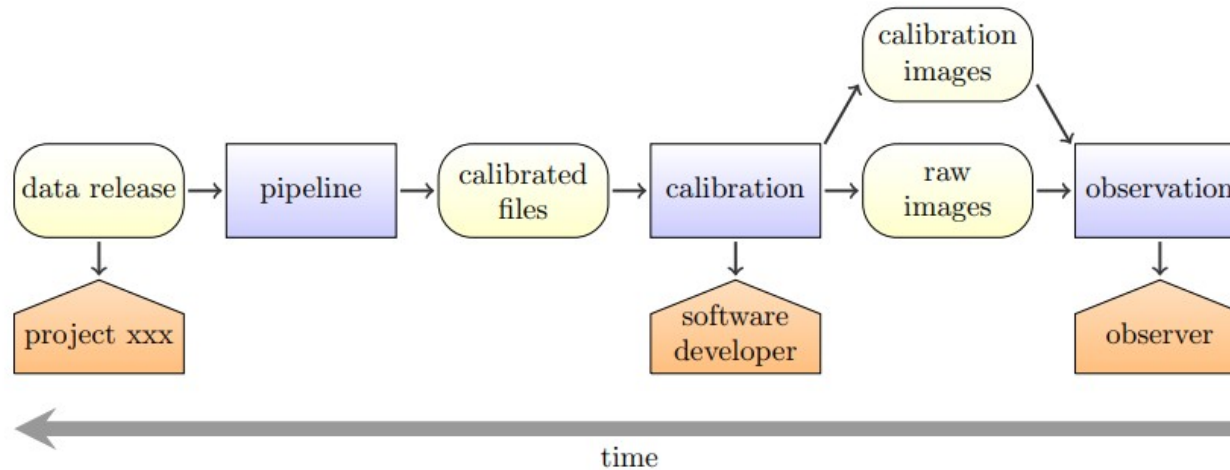 calibration
images
data release
pipeline
calibrated
files
calibration
raw
images
observation
project xxx
software
developer
observer
time